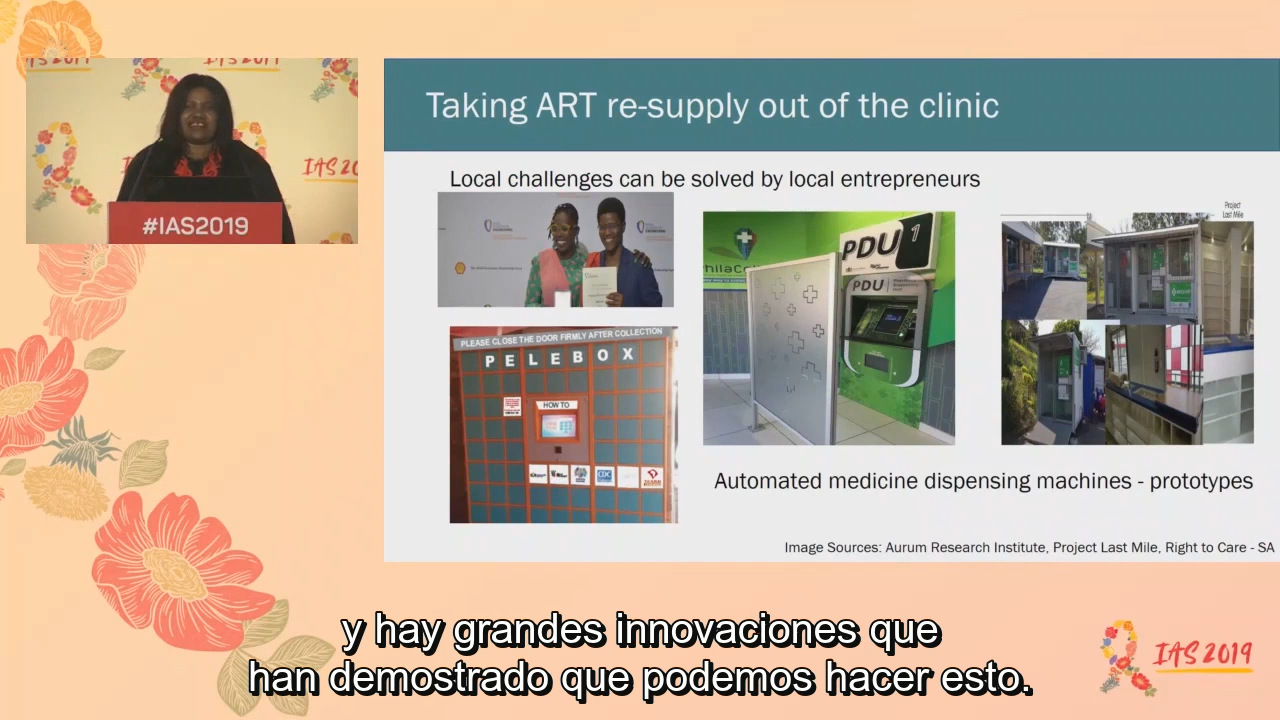 IAS 2019
#IAS2019
Taking ART re-supply out of the clinic
Local challenges can be solved by local entrepreneurs
PLEASE CLOSE THE DOOR FIRMLY AFTER COLLECTION
PELEBOX
HOW TO
CDC
PDU 1
PDU
Project
Last Mile
Automated medicine dispensing machines - prototypes
Image Sources: Aurum Research Institute, Project Last Mile, Right to Care - SA
y hay grandes innovaciones que
han demostrado que podemos hacer esto.
IAS 2019